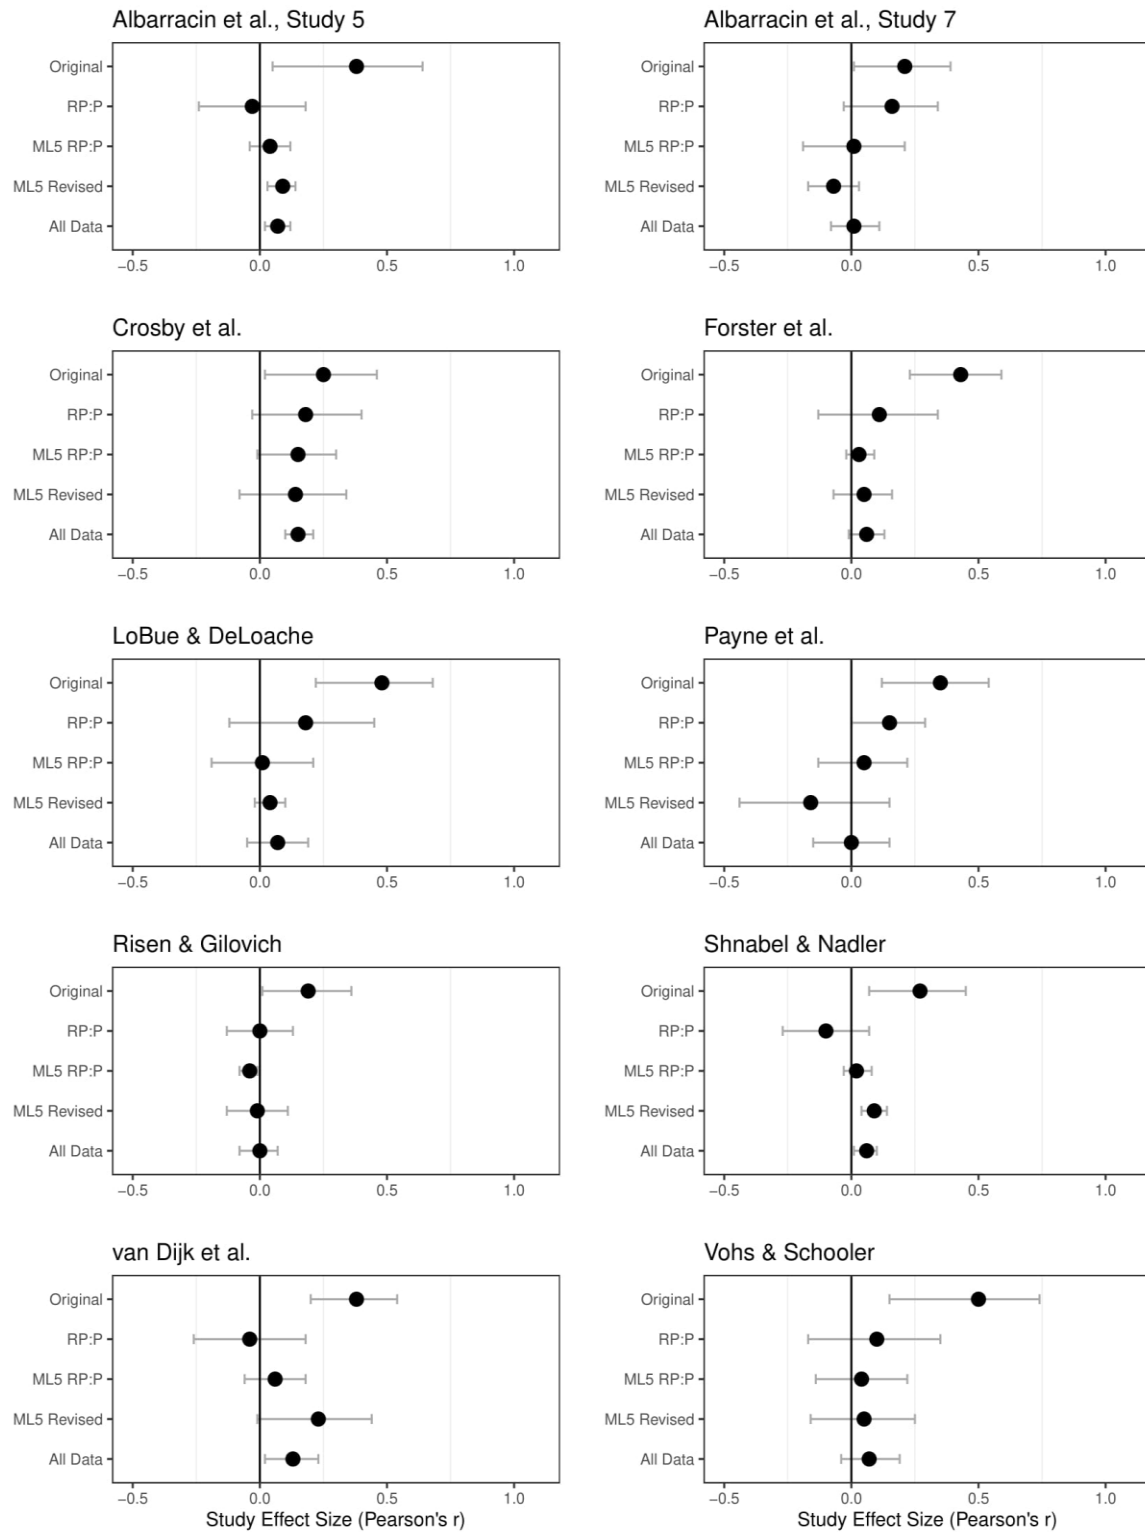 Albarracin et al., Study 5
Original
RP:P
ML5 RP:P
ML5 Revised
All Data
−0.5 0.0 0.5 1.0
Albarracin et al., Study 7
Original
RP:P
ML5 RP:P
ML5 Revised
All Data
−0.5 0.0 0.5 1.0
Crosby et al.
Original
RP:P
ML5 RP:P
ML5 Revised
All Data
−0.5 0.0 0.5 1.0
Forster et al.
Original
RP:P
ML5 RP:P
ML5 Revised
All Data
−0.5 0.0 0.5 1.0
LoBue & DeLoache
Original
RP:P
ML5 RP:P
ML5 Revised
All Data
−0.5 0.0 0.5 1.0
Payne et al.
Original
RP:P
ML5 RP:P
ML5 Revised
All Data
−0.5 0.0 0.5 1.0
Risen & Gilovich
Original
RP:P
ML5 RP:P
ML5 Revised
All Data
−0.5 0.0 0.5 1.0
Shnabel & Nadler
Original
RP:P
ML5 RP:P
ML5 Revised
All Data
−0.5 0.0 0.5 1.0
van Dijk et al.
Original
RP:P
ML5 RP:P
ML5 Revised
All Data
−0.5 0.0 0.5 1.0
Study Effect Size (Pearson's r)
Vohs & Schooler
Original
RP:P
ML5 RP:P
ML5 Revised
All Data
−0.5 0.0 0.5 1.0
Study Effect Size (Pearson's r)